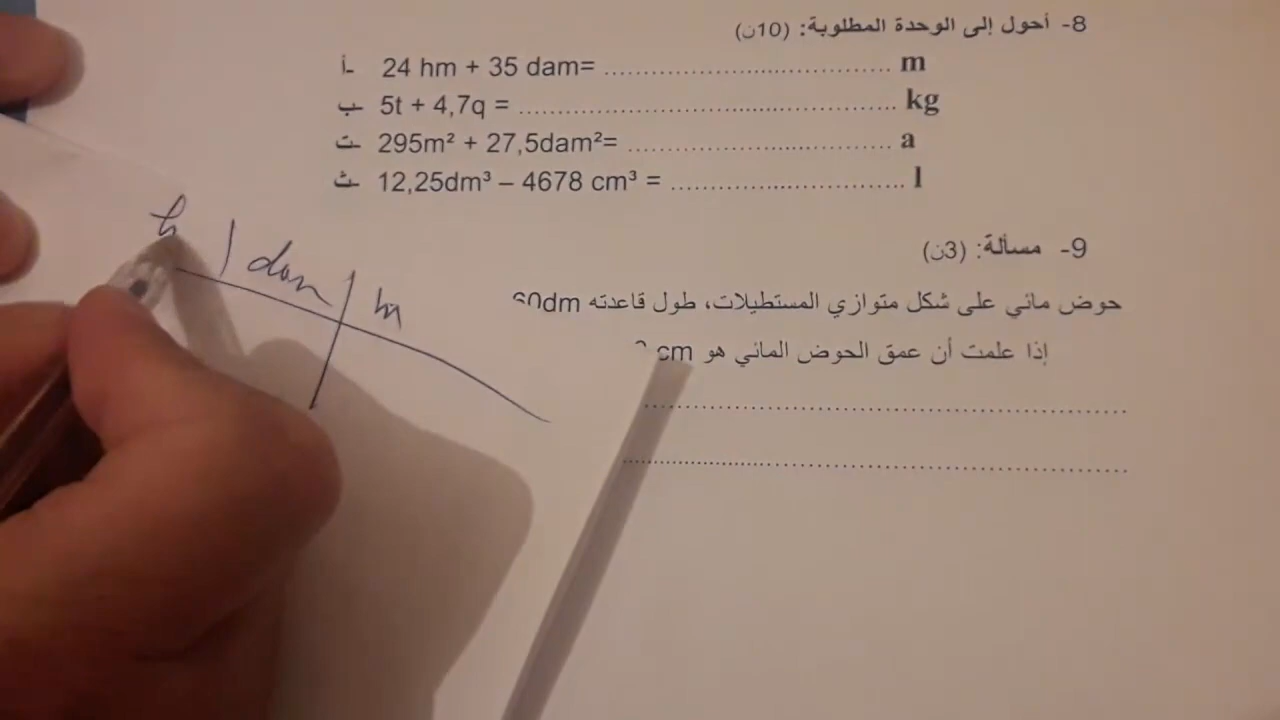 8- أحول إلى الوحدة المطلوبة: (10ن)
أ- 24 hm + 35 dam= ................................ m
ب- 5t + 4,7q = ................................ kg
ت- 295m² + 27,5dam²= ................................ a
ث- 12,25dm³ – 4678 cm³ = ................................ l
h | dam | m
9- مسألة: (3ن)
حوض مائي على شكل متوازي المستطيلات، طول قاعدته 60dm
إذا علمت أن عمق الحوض المائي هو cm
................................
................................